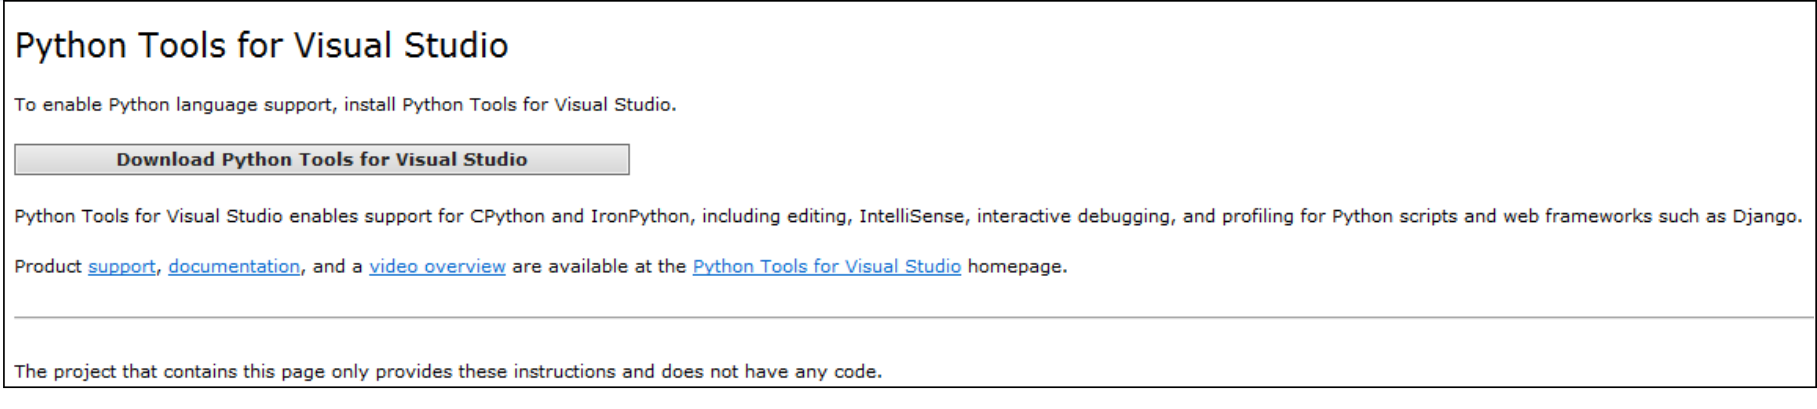 Python Tools for Visual Studio
To enable Python language support, install Python Tools for Visual Studio.
Download Python Tools for Visual Studio
Python Tools for Visual Studio enables support for CPython and IronPython, including editing, IntelliSense, interactive debugging, and profiling for Python scripts and web frameworks such as Django.
Product support, documentation, and a video overview are available at the Python Tools for Visual Studio homepage.
The project that contains this page only provides these instructions and does not have any code.